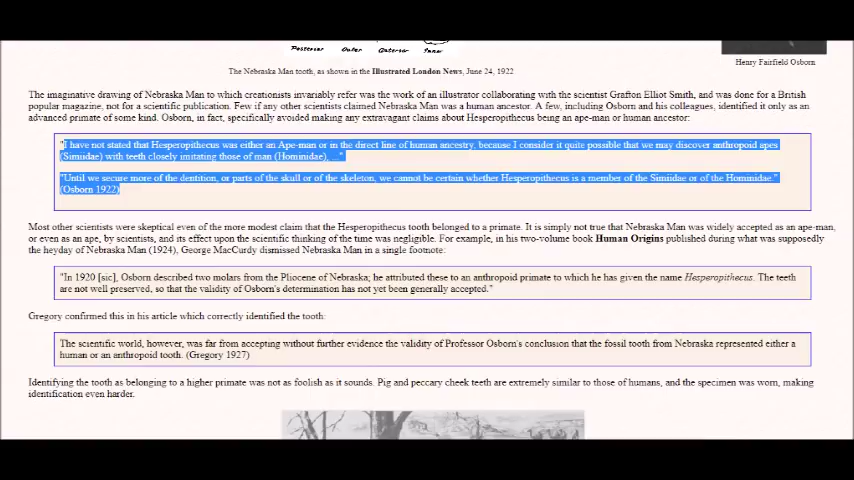 Posterior Outer Anterior Inner
Henry Fairfield Osborn
The Nebraska Man tooth, as shown in the Illustrated London News, June 24, 1922
The imaginative drawing of Nebraska Man to which creationists invariably refer was the work of an illustrator collaborating with the scientist Grafton Elliot Smith, and was done for a British
popular magazine, not for a scientific publication. Few if any other scientists claimed Nebraska Man was a human ancestor. A few, including Osborn and his colleagues, identified it only as an
advanced primate of some kind. Osborn, in fact, specifically avoided making any extravagant claims about Hesperopithecus being an ape-man or human ancestor:
"I have not stated that Hesperopithecus was either an Ape-man or in the direct line of human ancestry, because I consider it quite possible that we may discover anthropoid apes
(Simiidae) with teeth closely imitating those of man (Hominidae), ..."
"Until we secure more of the dentition, or parts of the skull or of the skeleton, we cannot be certain whether Hesperopithecus is a member of the Simiidae or of the Hominidae."
(Osborn 1922)
Most other scientists were skeptical even of the more modest claim that the Hesperopithecus tooth belonged to a primate. It is simply not true that Nebraska Man was widely accepted as an ape-man,
or even as an ape, by scientists, and its effect upon the scientific thinking of the time was negligible. For example, in his two-volume book Human Origins published during what was supposedly
the heyday of Nebraska Man (1924), George MacCurdy dismissed Nebraska Man in a single footnote:
"In 1920 [sic], Osborn described two molars from the Pliocene of Nebraska; he attributed these to an anthropoid primate to which he has given the name Hesperopithecus. The teeth
are not well preserved, so that the validity of Osborn's determination has not yet been generally accepted."
Gregory confirmed this in his article which correctly identified the tooth:
The scientific world, however, was far from accepting without further evidence the validity of Professor Osborn's conclusion that the fossil tooth from Nebraska represented either a
human or an anthropoid tooth. (Gregory 1927)
Identifying the tooth as belonging to a higher primate was not as foolish as it sounds. Pig and peccary cheek teeth are extremely similar to those of humans, and the specimen was worn, making
identification even harder.